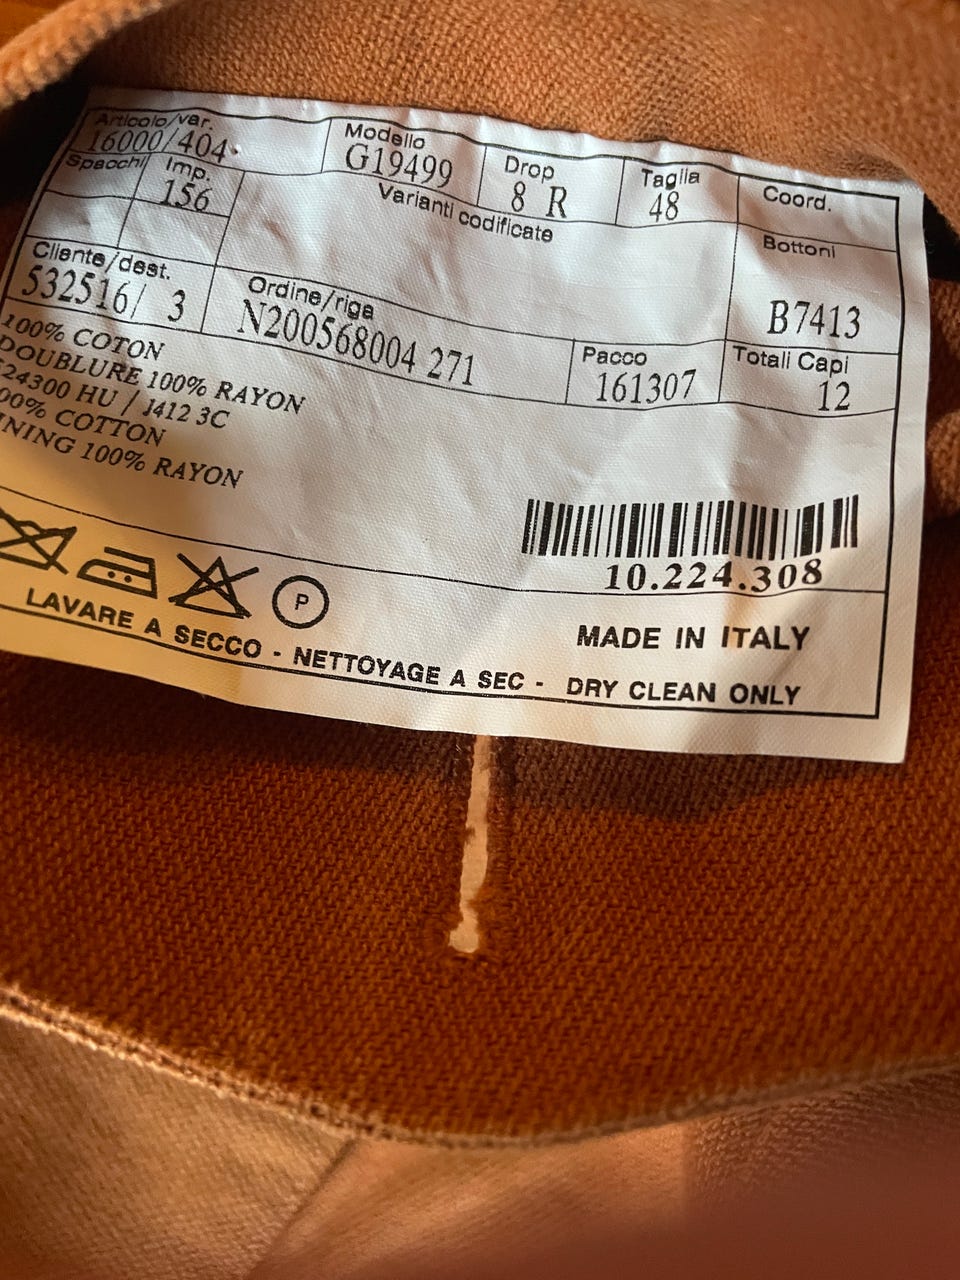 Articolo/var. Modello Drop Taglia Coord.
16000/404 G19499 8 R 48
Spacchi Imp. Varianti codificate Bottoni
156 B7413
Cliente/dest. Ordine/riga Pacco Totali Capi
532516/ 3 N200568004 271 161307 12
100% COTON
DOUBLURE 100% RAYON
24300 HU / J412 3C
00% COTTON
NING 100% RAYON
10.224.308
P
MADE IN ITALY
LAVARE A SECCO - NETTOYAGE A SEC - DRY CLEAN ONLY